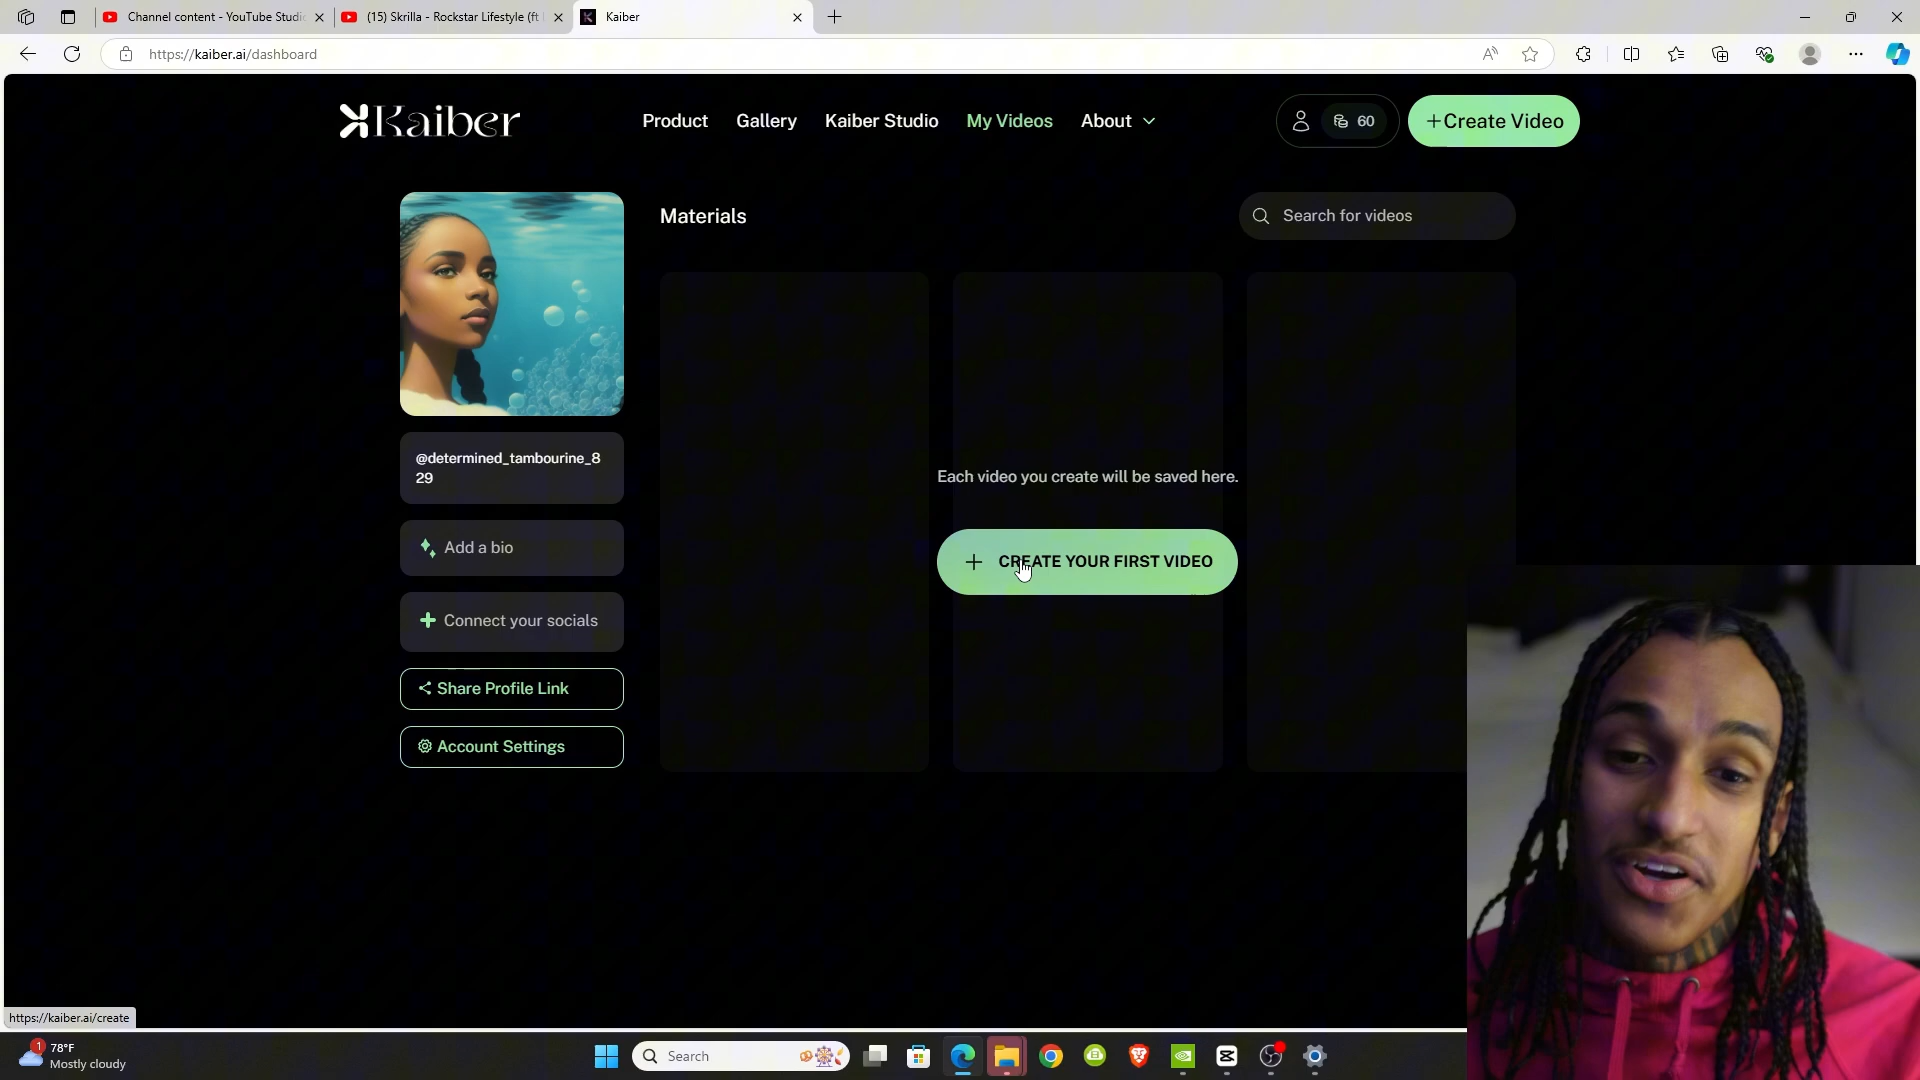 Channel content - YouTube Studi
(15) Skrilla - Rockstar Lifestyle (ft
Kaiber
https://kaiber.ai/dashboard
Kaiber
Product
Gallery
Kaiber Studio
My Videos
About
60
+Create Video
Materials
Search for videos
@determined_tambourine_8
29
Add a bio
Connect your socials
Share Profile Link
Account Settings
Each video you create will be saved here.
+ CREATE YOUR FIRST VIDEO
https://kaiber.ai/create
1
78°F
Mostly cloudy
Search